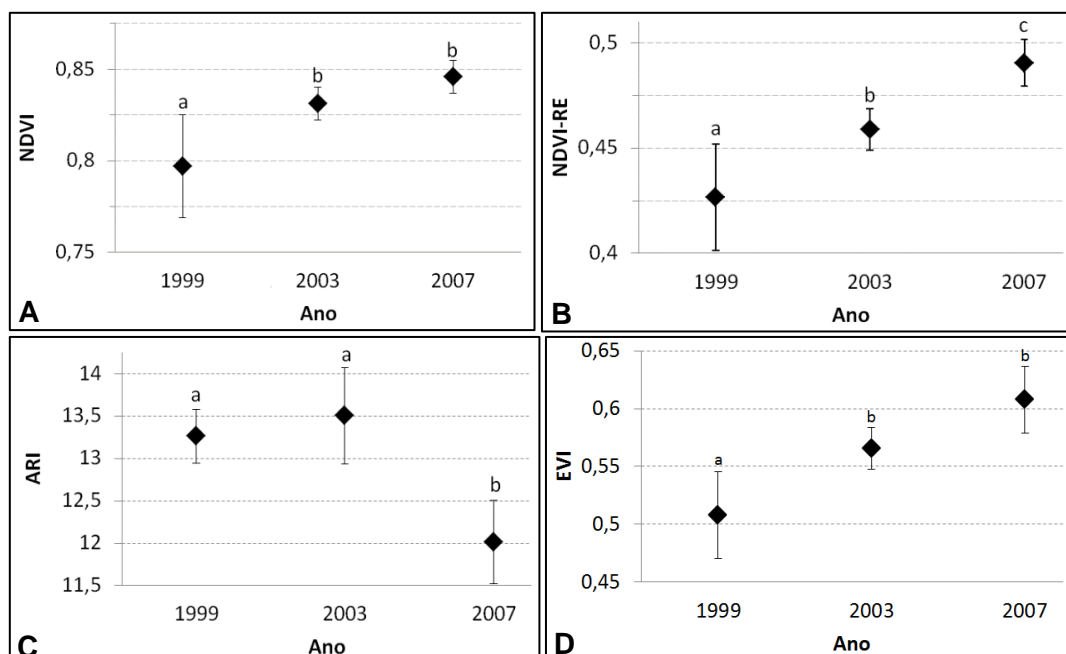 NDVI
0,85
0,8
0,75
a
b
b
1999
2003
2007
Ano
A
NDVI-RE
0,5
0,45
0,4
a
b
c
1999
2003
2007
Ano
B
ARI
14
13,5
13
12,5
12
11,5
a
a
b
1999
2003
2007
Ano
C
EVI
0,65
0,6
0,55
0,5
0,45
a
b
b
1999
2003
2007
Ano
D